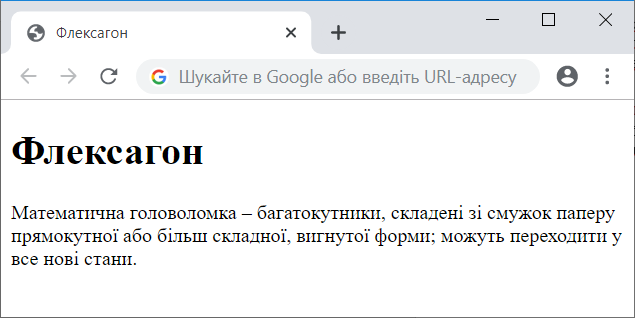 Флексагон
Шукайте в Google або введіть URL-адресу
Флексагон
Математична головоломка – багатокутники, складені зі смужок паперу
прямокутної або більш складної, вигнутої форми; можуть переходити у
все нові стани.